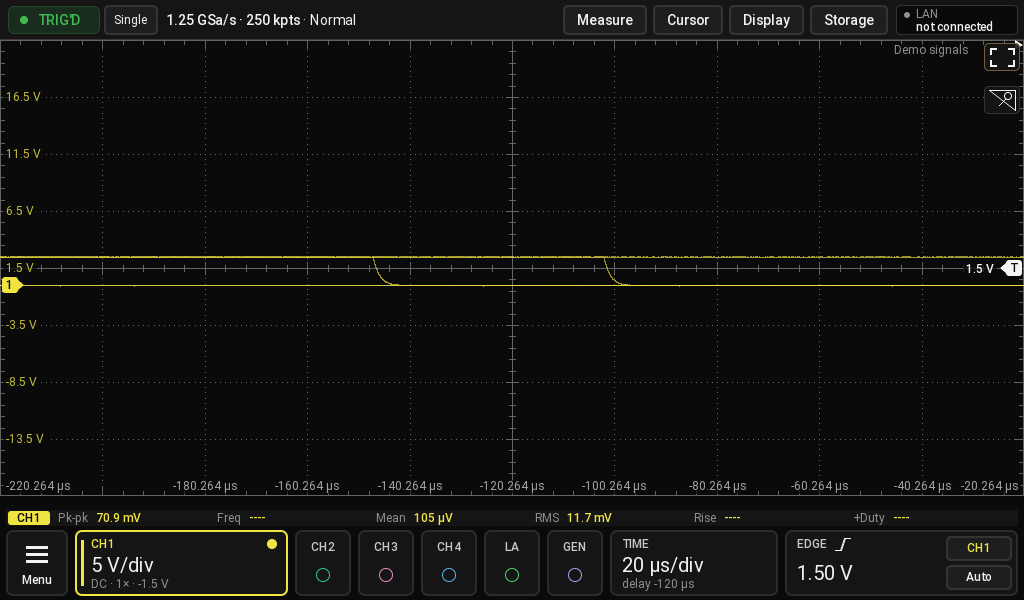 TRIG'D
Single
1.25 GSa/s · 250 kpts · Normal
Measure
Cursor
Display
Storage
LAN
not connected
Demo signals
16.5 V
11.5 V
6.5 V
1.5 V
1.5 V
T
1
-3.5 V
-8.5 V
-13.5 V
-220.264 µs
-180.264 µs
-160.264 µs
-140.264 µs
-120.264 µs
-100.264 µs
-80.264 µs
-60.264 µs
-40.264 µs
-20.264 µs
CH1 Pk-pk 70.9 mV Freq ---- Mean 105 µV RMS 11.7 mV Rise ---- +Duty ----
Menu
CH1
5 V/div
DC · 1× · -1.5 V
CH2
CH3
CH4
LA
GEN
TIME
20 µs/div
delay -120 µs
EDGE
1.50 V
CH1
Auto